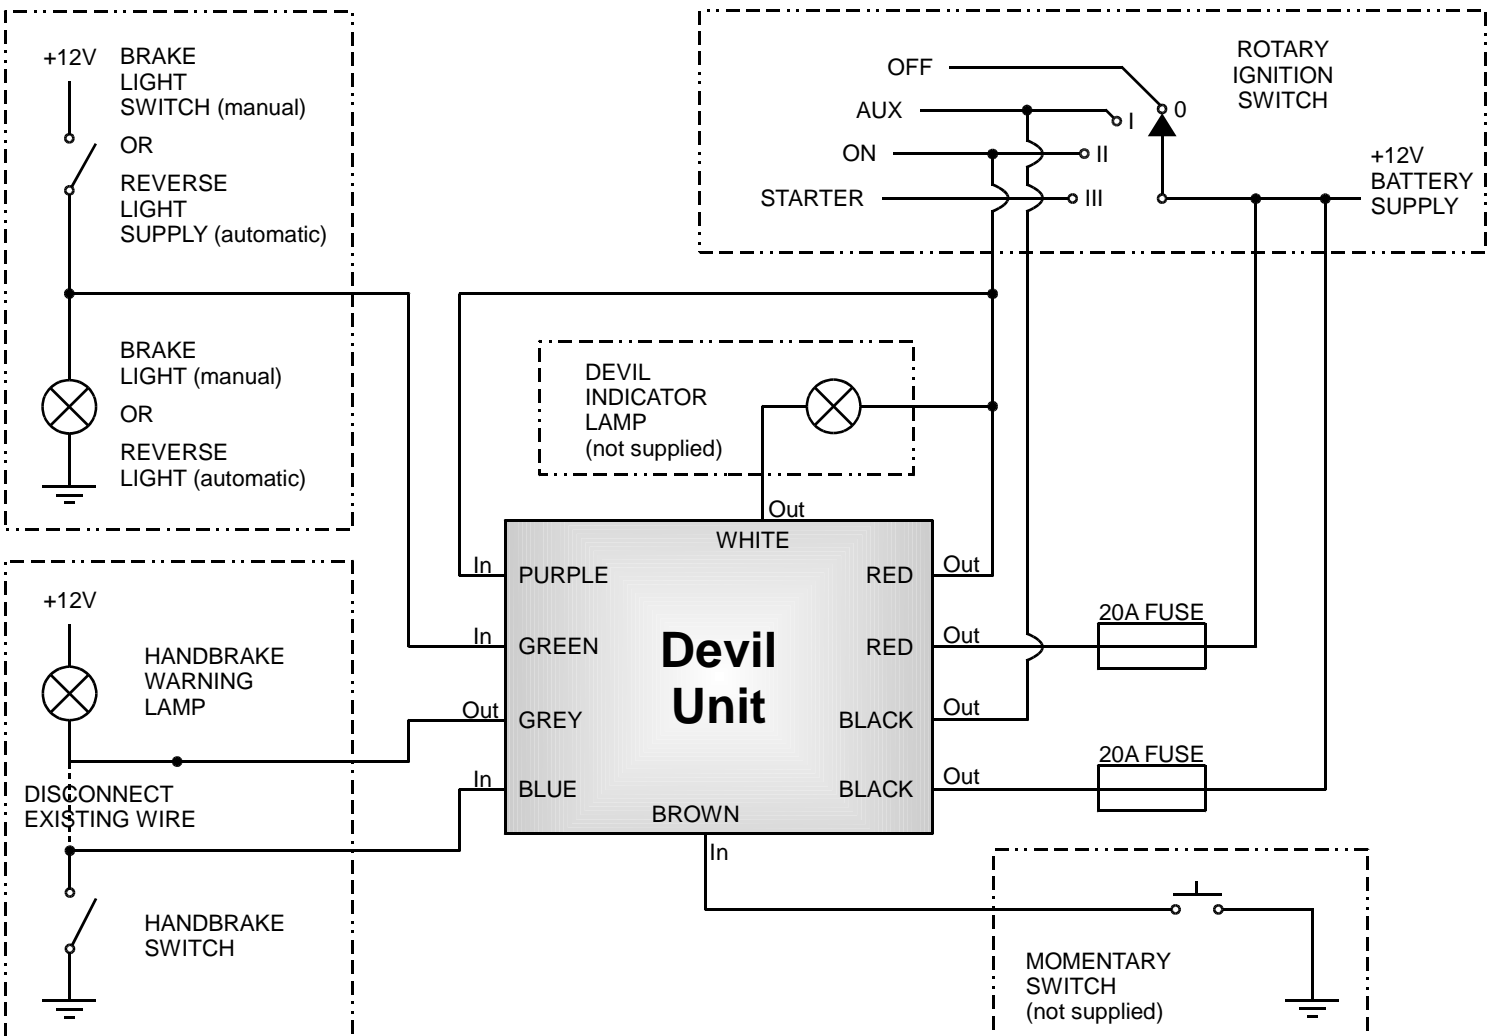 +12V
BRAKE
LIGHT
SWITCH (manual)
OR
REVERSE
LIGHT
SUPPLY (automatic)
BRAKE
LIGHT (manual)
OR
REVERSE
LIGHT (automatic)
OFF
AUX
ON
STARTER
0
I
II
III
ROTARY
IGNITION
SWITCH
+12V
BATTERY
SUPPLY
DEVIL
INDICATOR
LAMP
(not supplied)
Out
WHITE
In
PURPLE
In
GREEN
Out
GREY
In
BLUE
Devil
Unit
RED
Out
RED
Out
BLACK
Out
BLACK
Out
BROWN
In
20A FUSE
20A FUSE
+12V
HANDBRAKE
WARNING
LAMP
DISCONNECT
EXISTING WIRE
HANDBRAKE
SWITCH
MOMENTARY
SWITCH
(not supplied)